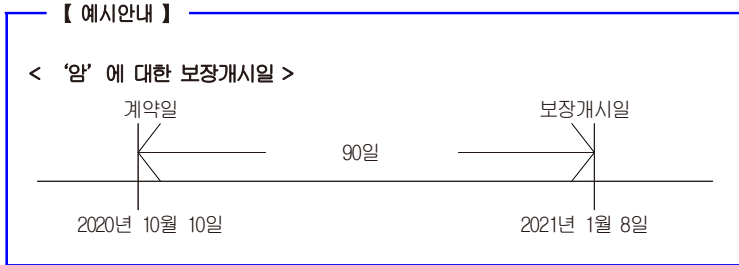 【 예시안내 】
< ‘암’ 에 대한 보장개시일 >
계약일 보장개시일
90일
2020년 10월 10일 2021년 1월 8일